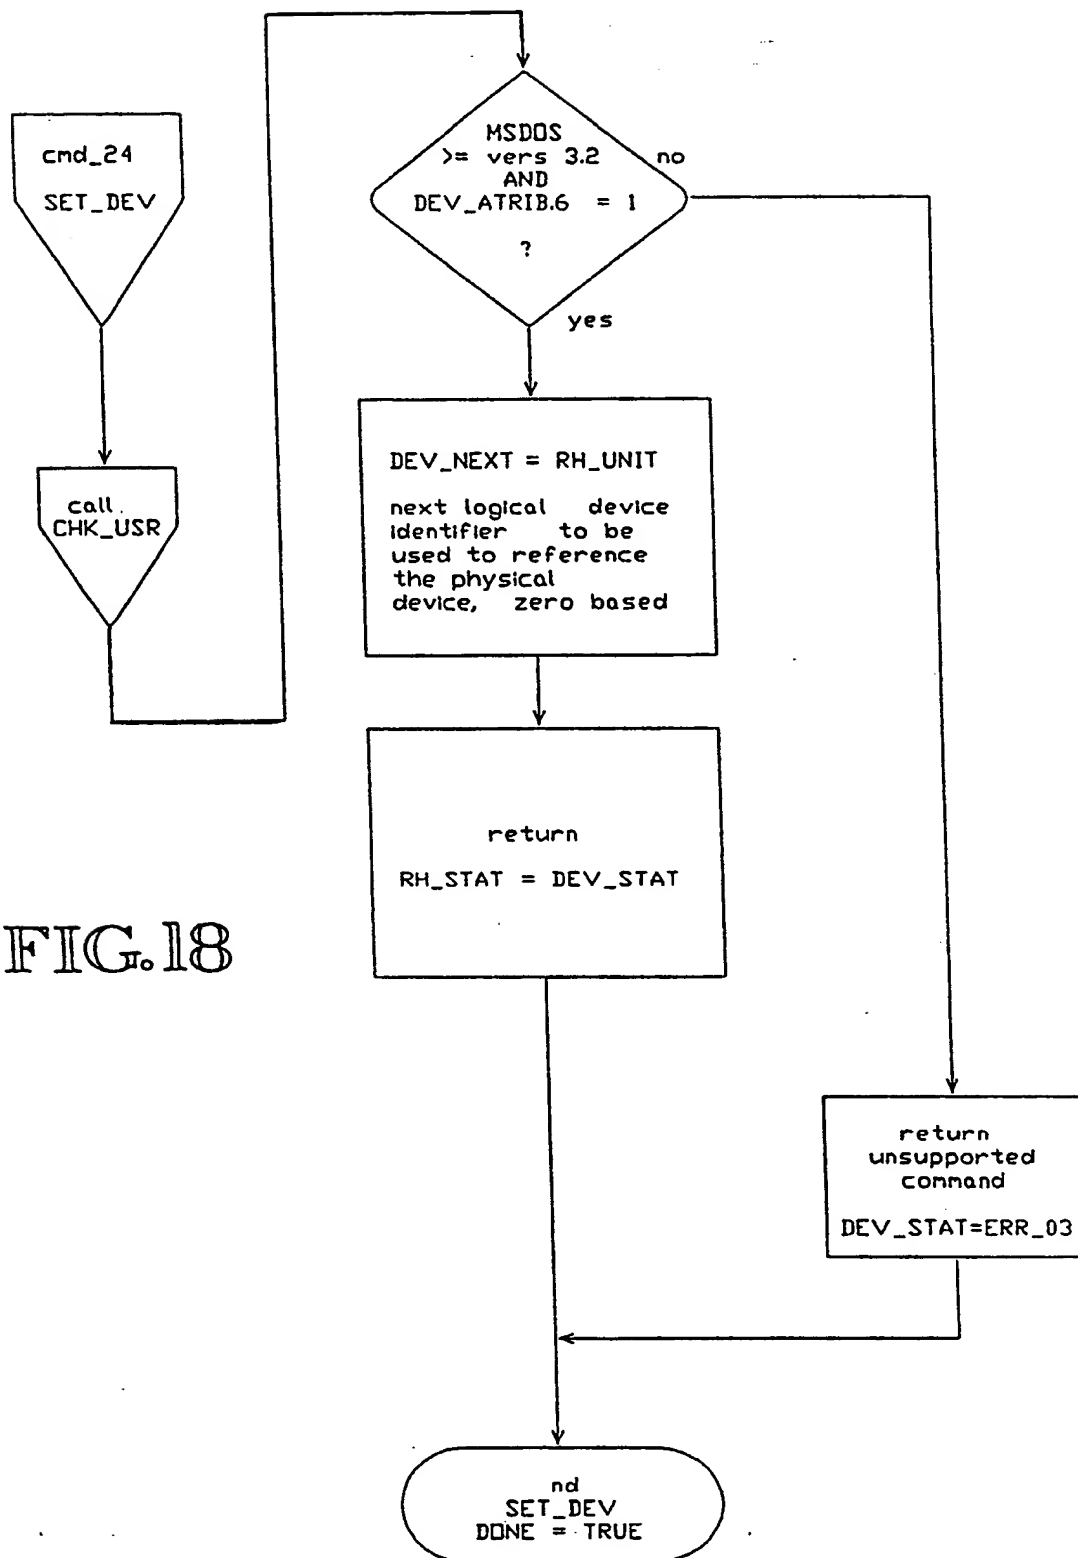 cmd_24
SET_DEV
call
CHK_USR
MSDOS
>= vers 3.2
AND
DEV_ATRIB.6 = 1
?
no
yes
DEV_NEXT = RH_UNIT
next logical device
identifier to be
used to reference
the physical
device, zero based
return
RH_STAT = DEV_STAT
return
unsupported
command
DEV_STAT=ERR_03
nd
SET_DEV
DONE = TRUE
FIG. 18